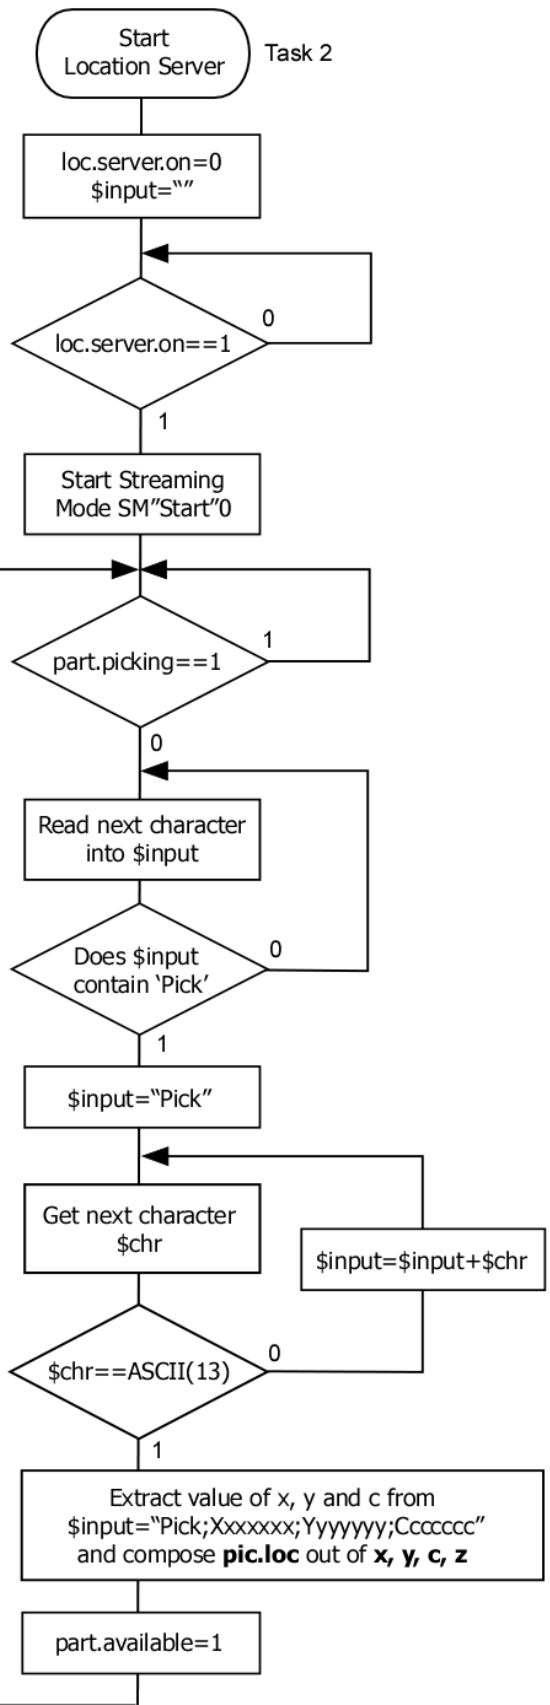 Start
Location Server
Task 2
loc.server.on=0
$input=“”
loc.server.on==1
0
1
Start Streaming
Mode SM”Start”0
part.picking==1
1
0
Read next character
into $input
Does $input
contain ‘Pick’
0
1
$input=“Pick”
Get next character
$chr
$input=$input+$chr
$chr==ASCII(13)
0
1
Extract value of x, y and c from
$input=“Pick;Xxxxxxx;Yyyyyyy;Ccccccc”
and compose pic.loc out of x, y, c, z
part.available=1